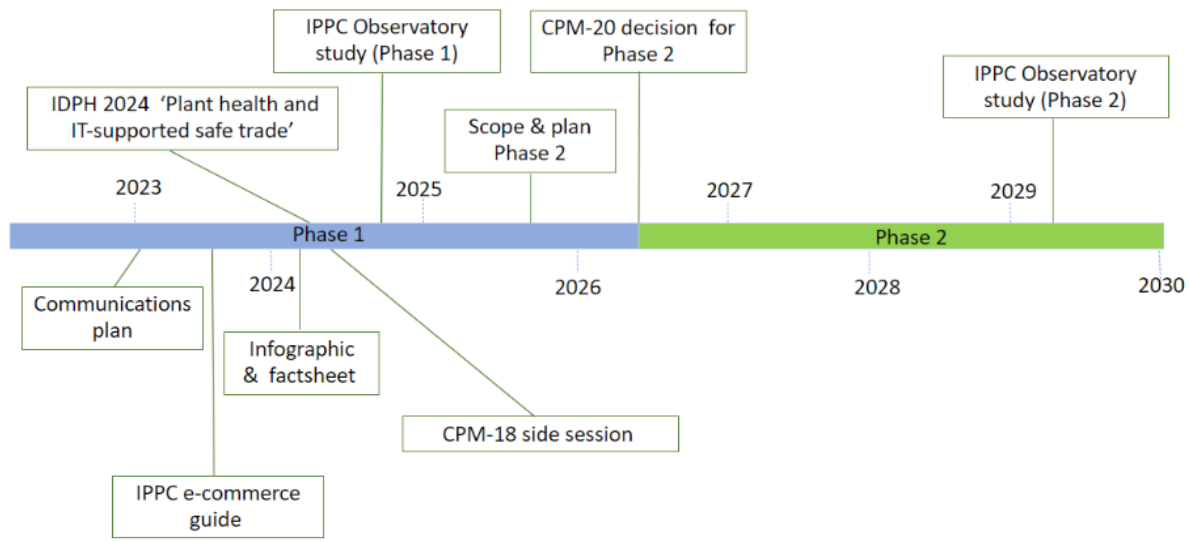 IPPC Observatory
study (Phase 1)
CPM-20 decision for
Phase 2
IPPC Observatory
study (Phase 2)
IDPH 2024 ‘Plant health and
IT-supported safe trade’
Scope & plan
Phase 2
2023
2025
2027
2029
Phase 1
Phase 2
2024
2026
2028
2030
Communications
plan
Infographic
& factsheet
CPM-18 side session
IPPC e-commerce
guide